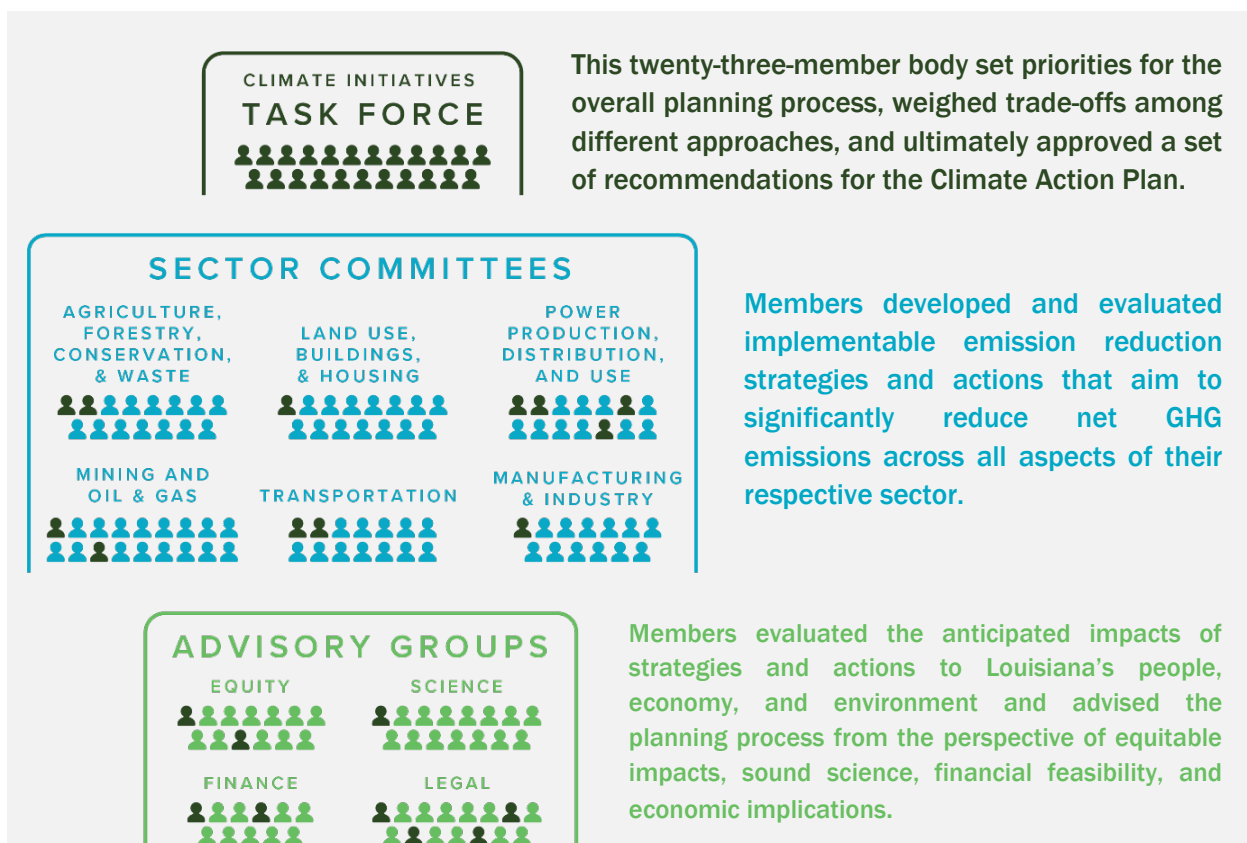 CLIMATE INITIATIVES
TASK FORCE
This twenty-three-member body set priorities for the
overall planning process, weighed trade-offs among
different approaches, and ultimately approved a set
of recommendations for the Climate Action Plan.
SECTOR COMMITTEES
AGRICULTURE,
FORESTRY,
CONSERVATION,
& WASTE
LAND USE,
BUILDINGS,
& HOUSING
POWER
PRODUCTION,
DISTRIBUTION,
AND USE
MINING AND
OIL & GAS
TRANSPORTATION
MANUFACTURING
& INDUSTRY
Members developed and evaluated
implementable emission reduction
strategies and actions that aim to
significantly reduce net GHG
emissions across all aspects of their
respective sector.
ADVISORY GROUPS
EQUITY
SCIENCE
FINANCE
LEGAL
Members evaluated the anticipated impacts of
strategies and actions to Louisiana’s people,
economy, and environment and advised the
planning process from the perspective of equitable
impacts, sound science, financial feasibility, and
economic implications.